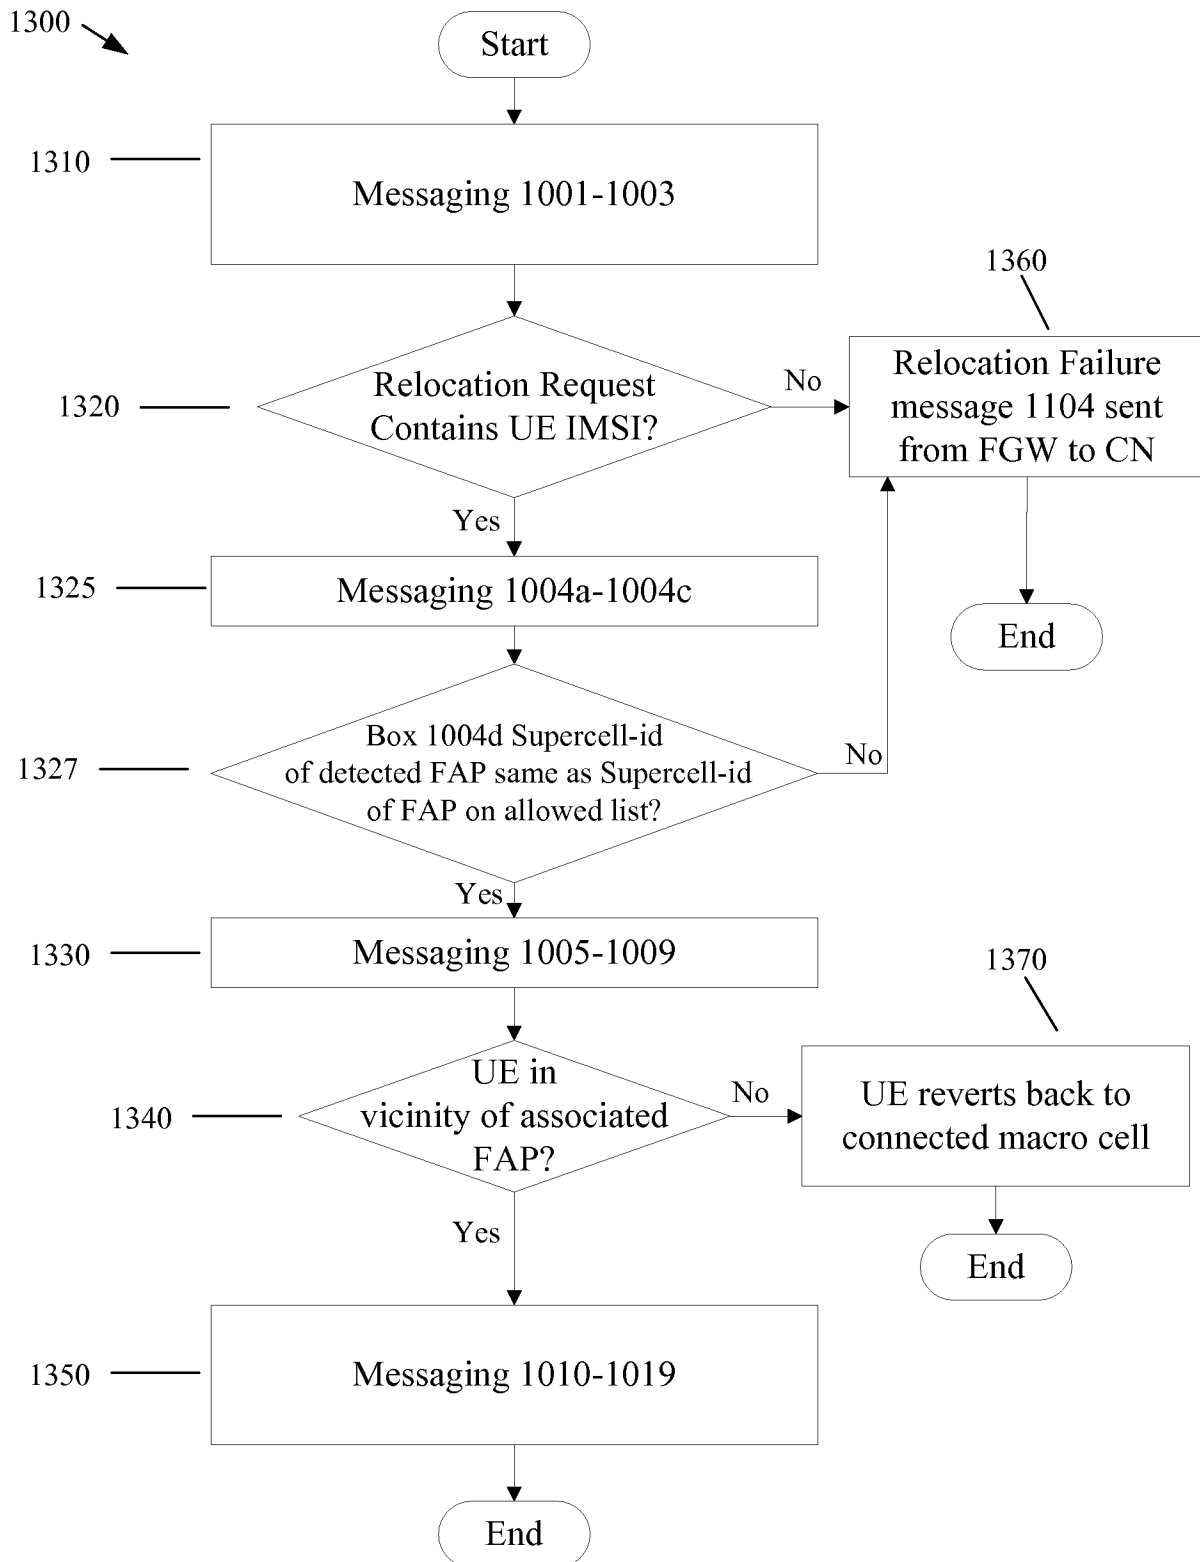 1300
Start
1310
Messaging 1001-1003
1360
1320
Relocation Request
Contains UE IMSI?
No
Relocation Failure
message 1104 sent
from FGW to CN
Yes
1325
Messaging 1004a-1004c
End
1327
Box 1004d Supercell-id
of detected FAP same as Supercell-id
of FAP on allowed list?
No
Yes
1330
Messaging 1005-1009
1370
1340
UE in
vicinity of associated
FAP?
No
UE reverts back to
connected macro cell
Yes
End
1350
Messaging 1010-1019
End